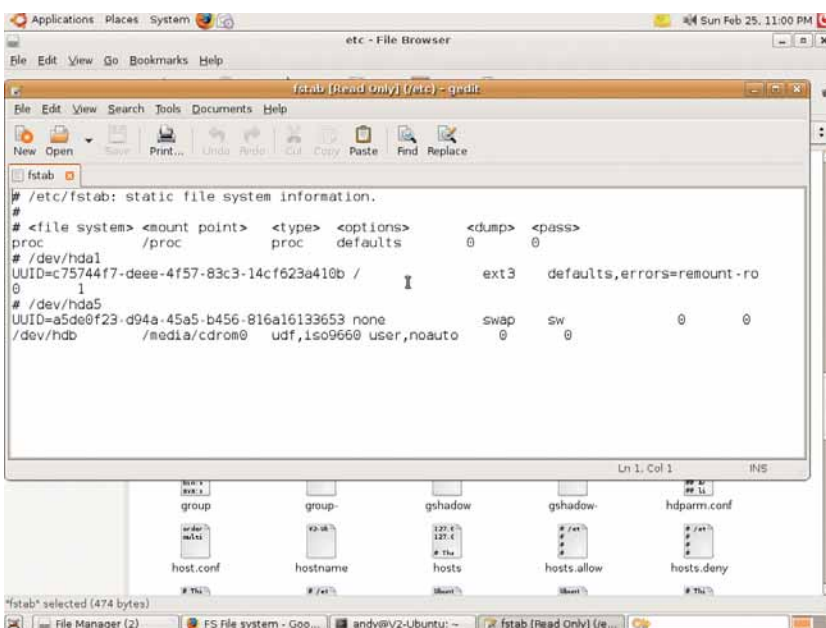 Applications Places System
Sun Feb 25, 11:00 PM
etc - File Browser
File Edit View Go Bookmarks Help
fstab [Read Only] (/etc) - gedit
File Edit View Search Tools Documents Help
New Open Save Print... Undo Redo Cut Copy Paste Find Replace
fstab
# /etc/fstab: static file system information.
#
# <file system> <mount point> <type> <options> <dump> <pass>
proc /proc proc defaults 0 0
# /dev/hda1
UUID=c75744f7-deee-4f57-83c3-14cf623a410b / ext3 defaults,errors=remount-ro
0 1
# /dev/hda5
UUID=a5de0f23-d94a-45a5-b456-816a16133653 none swap sw 0 0
/dev/hdb /media/cdrom0 udf,iso9660 user,noauto 0 0
Ln 1, Col 1 INS
group group- gshadow gshadow- hdparm.conf
order multi
127.0
127.0
# The
host.conf hostname hosts hosts.allow hosts.deny
"fstab" selected (474 bytes)
File Manager (2) FS File system - Goo... andy@V2-Ubuntu: ~ fstab [Read Only] (/e...